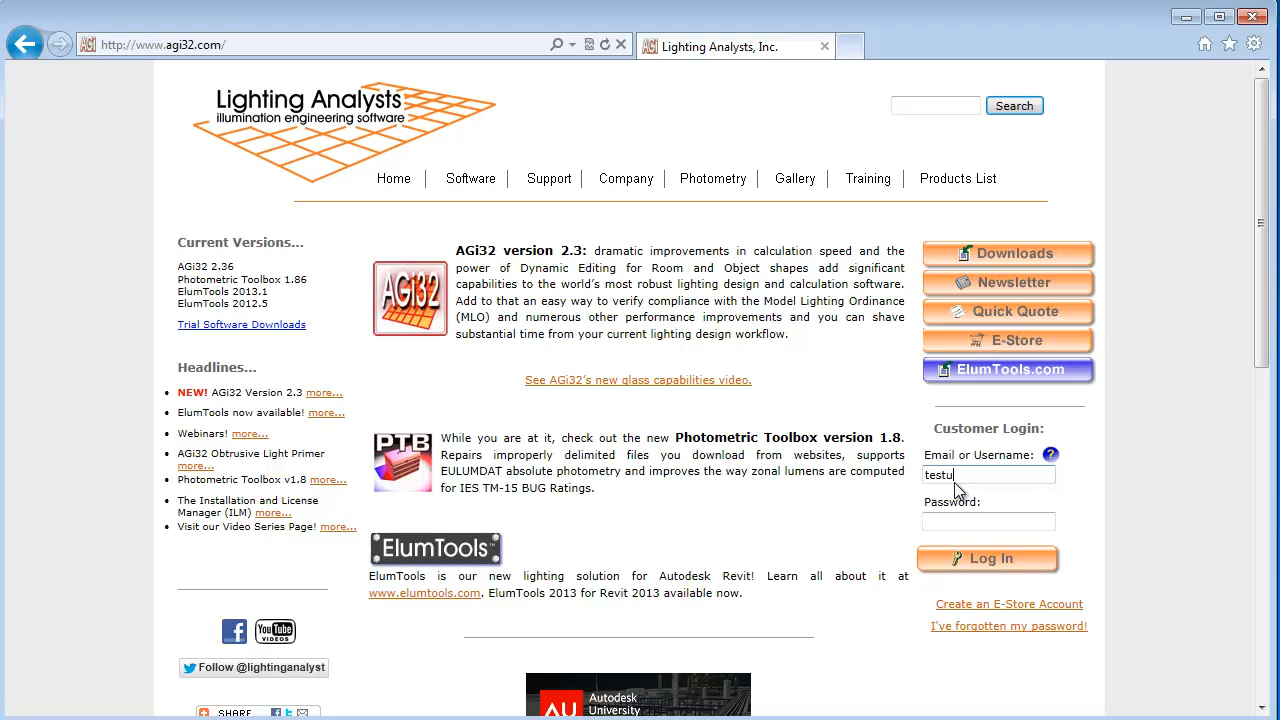 http://www.agi32.com/
Lighting Analysts, Inc.
Lighting Analysts
illumination engineering software
Search
Home
Software
Support
Company
Photometry
Gallery
Training
Products List
Current Versions...
AGi32 2.36
Photometric Toolbox 1.86
ElumTools 2013.1
ElumTools 2012.5
Trial Software Downloads
Headlines...
NEW! AGi32 Version 2.3 more...
ElumTools now available! more...
Webinars! more...
AGi32 Obtrusive Light Primer
more...
Photometric Toolbox v1.8 more...
The Installation and License
Manager (ILM) more...
Visit our Video Series Page! more...
You Tube
VIDEOS
Follow @lightinganalyst
SHARE
AGI32
AGi32 version 2.3: dramatic improvements in calculation speed and the
power of Dynamic Editing for Room and Object shapes add significant
capabilities to the world's most robust lighting design and calculation software.
Add to that an easy way to verify compliance with the Model Lighting Ordinance
(MLO) and numerous other performance improvements and you can shave
substantial time from your current lighting design workflow.
See AGi32's new glass capabilities video.
PTB
While you are at it, check out the new Photometric Toolbox version 1.8.
Repairs improperly delimited files you download from websites, supports
EULUMDAT absolute photometry and improves the way zonal lumens are computed
for IES TM-15 BUG Ratings.
ElumTools™
ElumTools is our new lighting solution for Autodesk Revit! Learn all about it at
www.elumtools.com. ElumTools 2013 for Revit 2013 available now.
AU
Autodesk
University
Downloads
Newsletter
Quick Quote
E-Store
ElumTools.com
Customer Login:
Email or Username: ?
testu
Password:
Log In
Create an E-Store Account
I've forgotten my password!